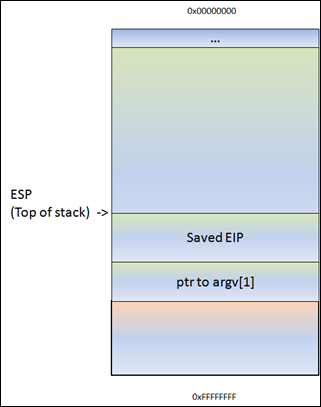 0x00000000
...
ESP
(Top of stack) ->
Saved EIP
ptr to argv[1]
0xFFFFFFFF